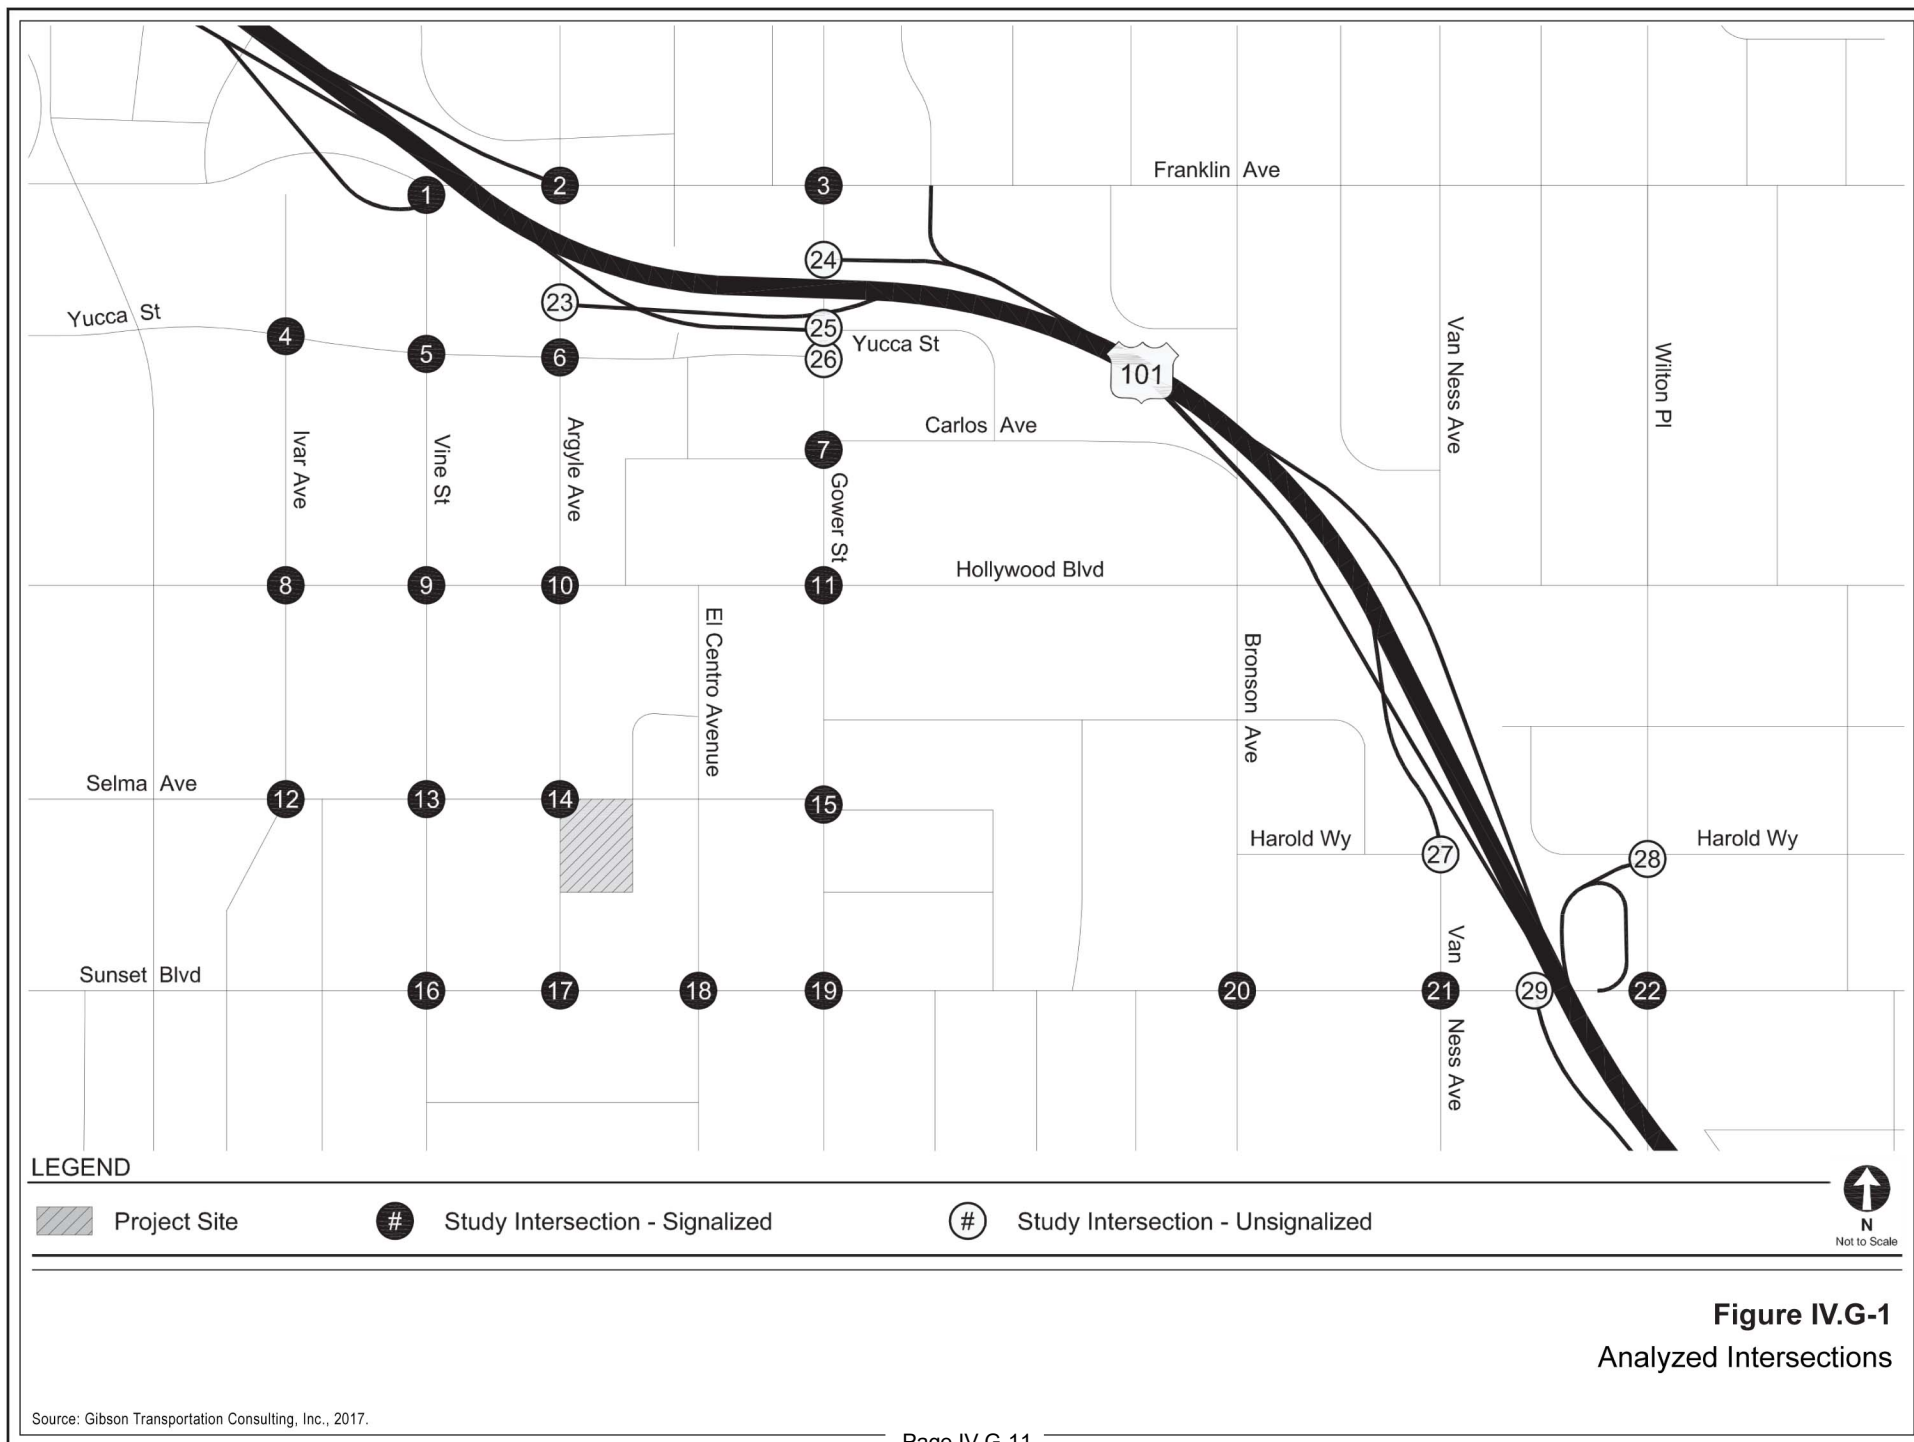 Franklin Ave
1
2
3
24
23
25
26
Yucca St
Yucca St
4
5
6
101
Van Ness Ave
Wilton Pl
Ivar Ave
Vine St
Argyle Ave
Carlos Ave
7
Gower St
8
9
10
11
Hollywood Blvd
El Centro Avenue
Bronson Ave
Selma Ave
12
13
14
15
Harold Wy
27
28
Harold Wy
Sunset Blvd
16
17
18
19
20
21
29
22
Van Ness Ave
LEGEND
Project Site
# Study Intersection - Signalized
# Study Intersection - Unsignalized
N
Not to Scale
Figure IV.G-1
Analyzed Intersections
Source: Gibson Transportation Consulting, Inc., 2017.
Page IV.G-11